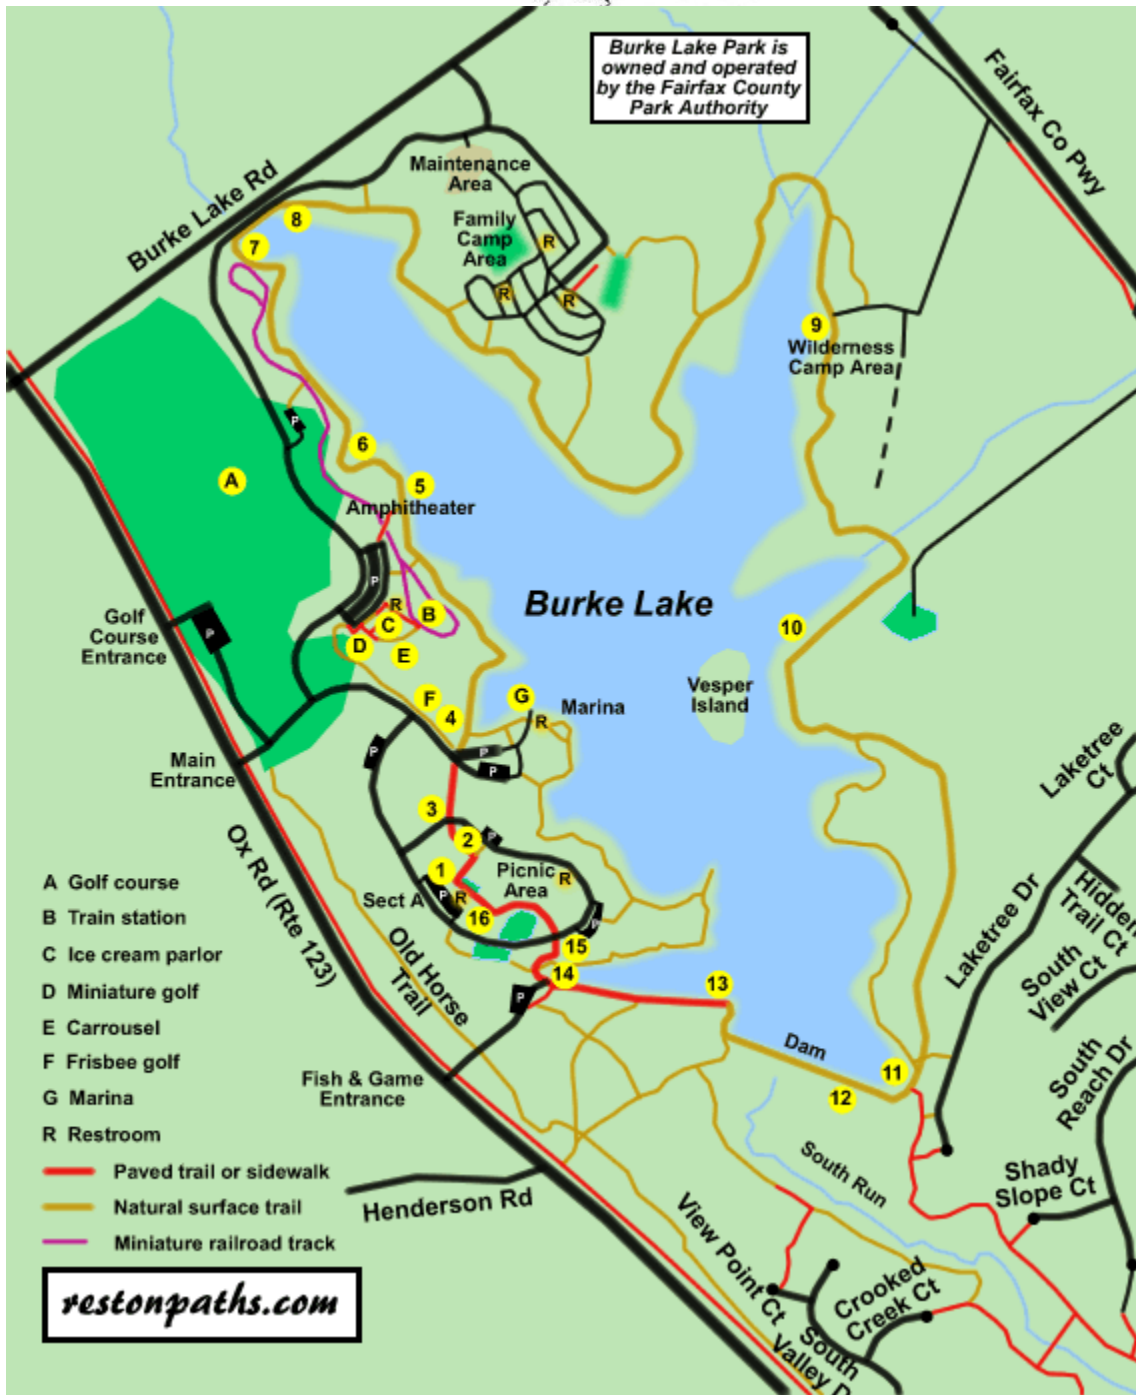 Burke Lake Park is
owned and operated
by the Fairfax County
Park Authority
Fairfax Co Pwy
Burke Lake Rd
Maintenance
Area
Family
Camp
Area
R
R
R
8
7
9
Wilderness
Camp Area
P
6
5
Amphitheater
A
P
R
B
C
D
E
Golf
Course
Entrance
P
Burke Lake
10
Vesper
Island
F
4
G
R
Marina
P
P
P
Main
Entrance
3
2
P
1
P
R
Picnic
Area
R
Sect A
16
P
15
14
P
13
Dam
11
12
Laketree
Ct
Laketree Dr
Hidden
Trail Ct
South
View Ct
South
Reach Dr
Shady
Slope Ct
South Run
Ox Rd (Rte 123)
Old Horse
Trail
Fish & Game
Entrance
Henderson Rd
View Point Ct
Crooked
Creek Ct
South
Valley D
A Golf course
B Train station
C Ice cream parlor
D Miniature golf
E Carrousel
F Frisbee golf
G Marina
R Restroom
Paved trail or sidewalk
Natural surface trail
Miniature railroad track
restonpaths.com